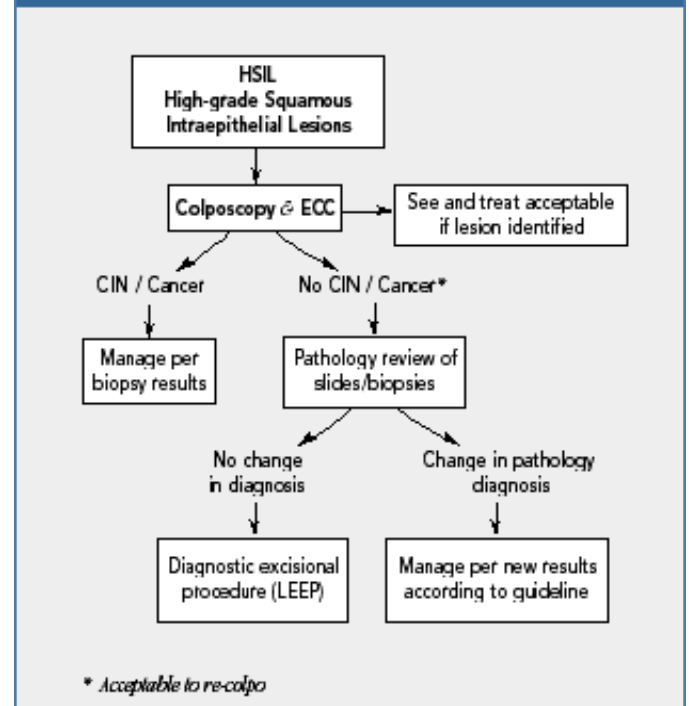 HSIL
High-grade Squamous
Intraepithelial Lesions
Colposcopy & ECC
See and treat acceptable
if lesion identified
CIN / Cancer
No CIN / Cancer*
Manage per
biopsy results
Pathology review of
slides/biopsies
No change
in diagnosis
Change in pathology
diagnosis
Diagnostic excisional
procedure (LEEP)
Manage per new results
according to guideline
* Acceptable to re-colpo